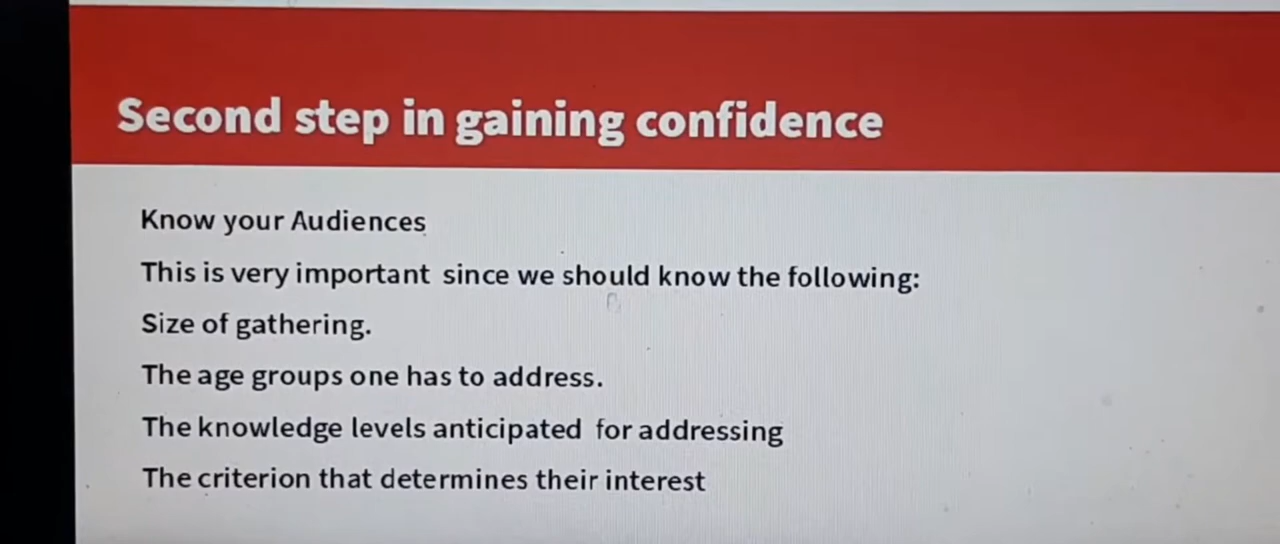 Second step in gaining confidence
Know your Audiences
This is very important since we should know the following:
Size of gathering.
The age groups one has to address.
The knowledge levels anticipated for addressing
The criterion that determines their interest